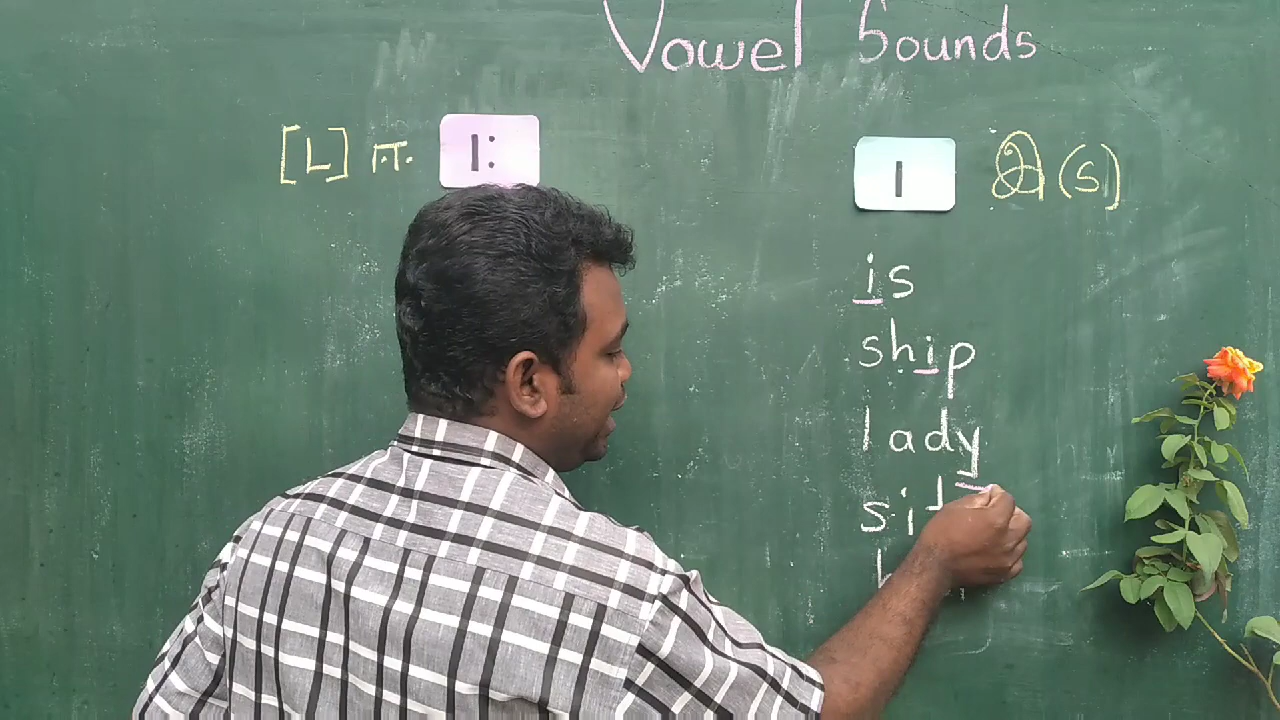 Vowel Sounds
[L] ஈ I:
I இ (S)
is
ship
lady
sit